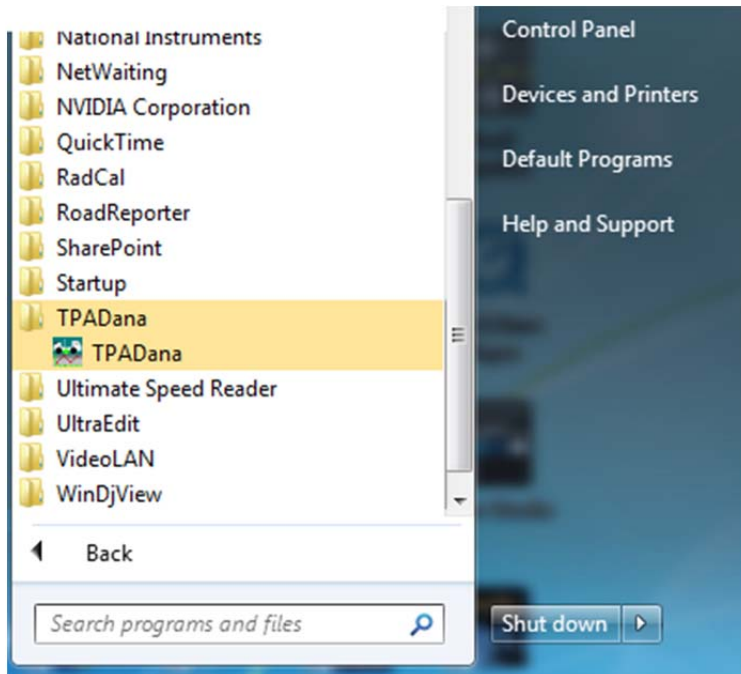 National Instruments
NetWaiting
NVIDIA Corporation
QuickTime
RadCal
RoadReporter
SharePoint
Startup
TPADana
TPADana
Ultimate Speed Reader
UltraEdit
VideoLAN
WinDjView
Back
Search programs and files
Control Panel
Devices and Printers
Default Programs
Help and Support
Shut down